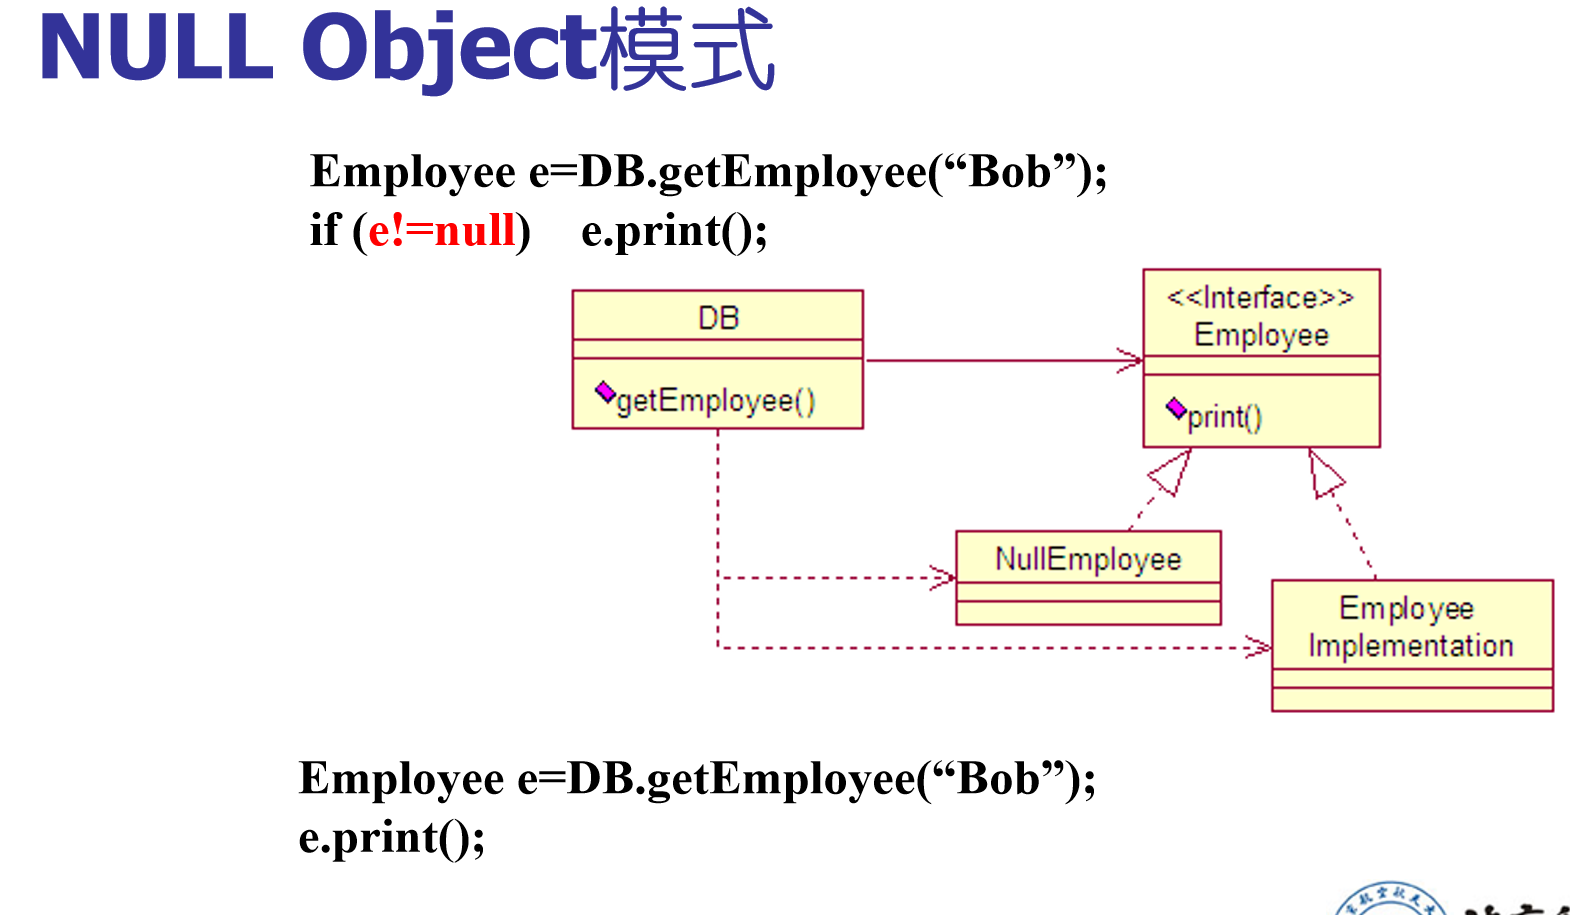 NULL Object模式
Employee e=DB.getEmployee(“Bob”);
if (e!=null) e.print();
DB
getEmployee()
<<Interface>>
Employee
print()
NullEmployee
Employee
Implementation
Employee e=DB.getEmployee(“Bob”);
e.print();